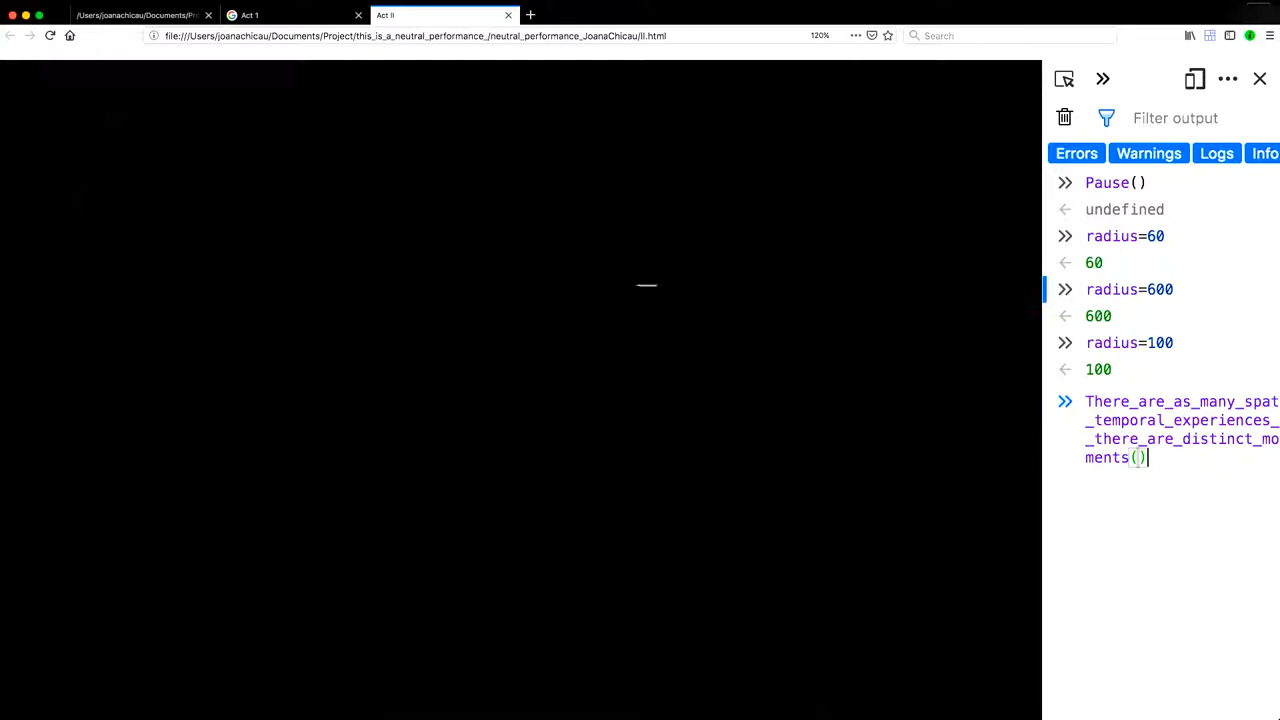 /Users/joanachicau/Documents/Pro
Act 1
Act II
file:///Users/joanachicau/Documents/Project/this_is_a_neutral_performance_/neutral_performance_JoanaChicau/II.html
120%
Search
Filter output
Errors
Warnings
Logs
Info
Pause()
undefined
radius=60
60
radius=600
600
radius=100
100
There_are_as_many_spat
_temporal_experiences_
_there_are_distinct_mo
ments()